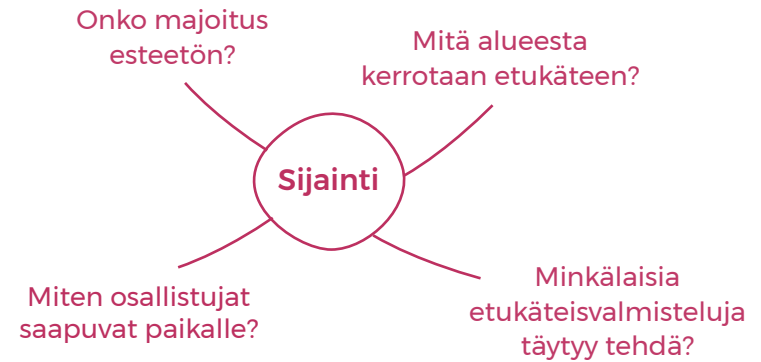 Onko majoitus
esteetön?
Mitä alueesta
kerrotaan etukäteen?
Sijainti
Miten osallistujat
saapuvat paikalle?
Minkälaisia
etukäteisvalmisteluja
täytyy tehdä?